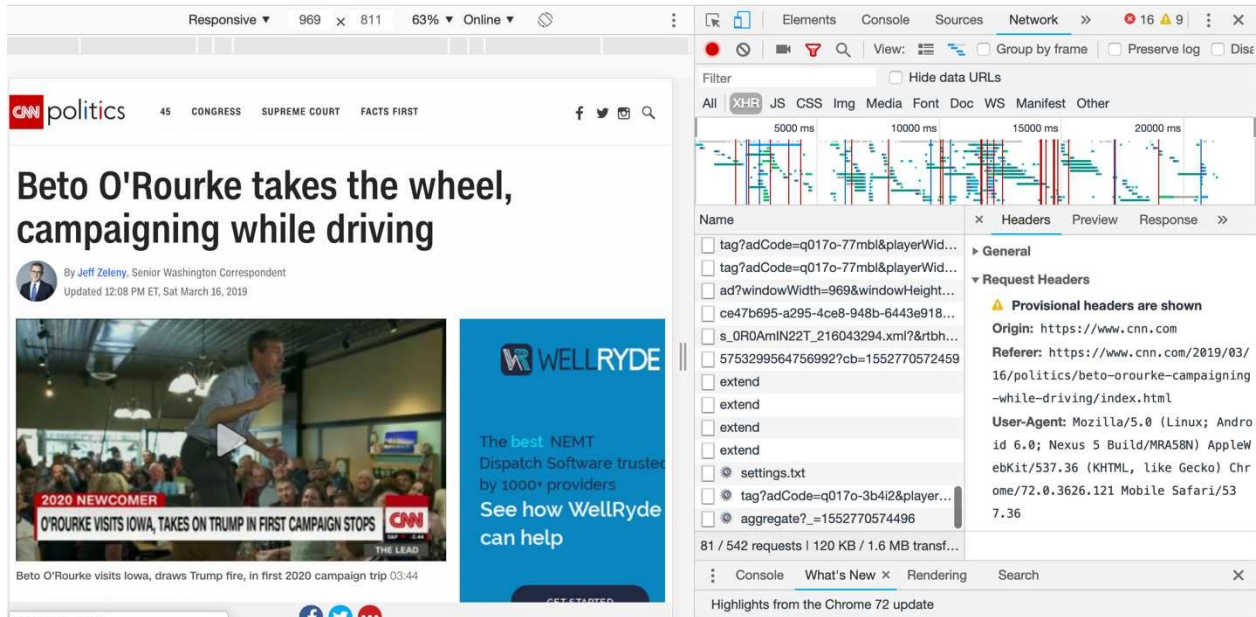 Responsive ▼ 969 × 811 63% ▼ Online ▼
CNN politics 45 CONGRESS SUPREME COURT FACTS FIRST
Beto O'Rourke takes the wheel,
campaigning while driving
By Jeff Zeleny, Senior Washington Correspondent
Updated 12:08 PM ET, Sat March 16, 2019
2020 NEWCOMER
O'ROURKE VISITS IOWA, TAKES ON TRUMP IN FIRST CAMPAIGN STOPS CNN
THE LEAD
Beto O'Rourke visits Iowa, draws Trump fire, in first 2020 campaign trip 03:44
WELLRYDE
The best NEMT
Dispatch Software trusted
by 1000+ providers
See how WellRyde
can help
GET STARTED
Elements Console Sources Network » 16 9
View: Group by frame Preserve log Disa
Filter Hide data URLs
All XHR JS CSS Img Media Font Doc WS Manifest Other
5000 ms 10000 ms 15000 ms 20000 ms
Name
tag?adCode=q017o-77mbl&playerWid...
tag?adCode=q017o-77mbl&playerWid...
ad?windowWidth=969&windowHeight...
ce47b695-a295-4ce8-948b-6443e918...
s_0R0AmIN22T_216043294.xml?&rtbh...
5753299564756992?cb=1552770572459
extend
extend
extend
extend
settings.txt
tag?adCode=q017o-3b4i2&player...
aggregate?_=1552770574496
81 / 542 requests | 120 KB / 1.6 MB transf...
× Headers Preview Response »
General
Request Headers
Provisional headers are shown
Origin: https://www.cnn.com
Referer: https://www.cnn.com/2019/03/
16/politics/beto-orourke-campaigning
-while-driving/index.html
User-Agent: Mozilla/5.0 (Linux; Andro
id 6.0; Nexus 5 Build/MRA58N) AppleW
ebKit/537.36 (KHTML, like Gecko) Chr
ome/72.0.3626.121 Mobile Safari/53
7.36
Console What's New × Rendering Search
Highlights from the Chrome 72 update